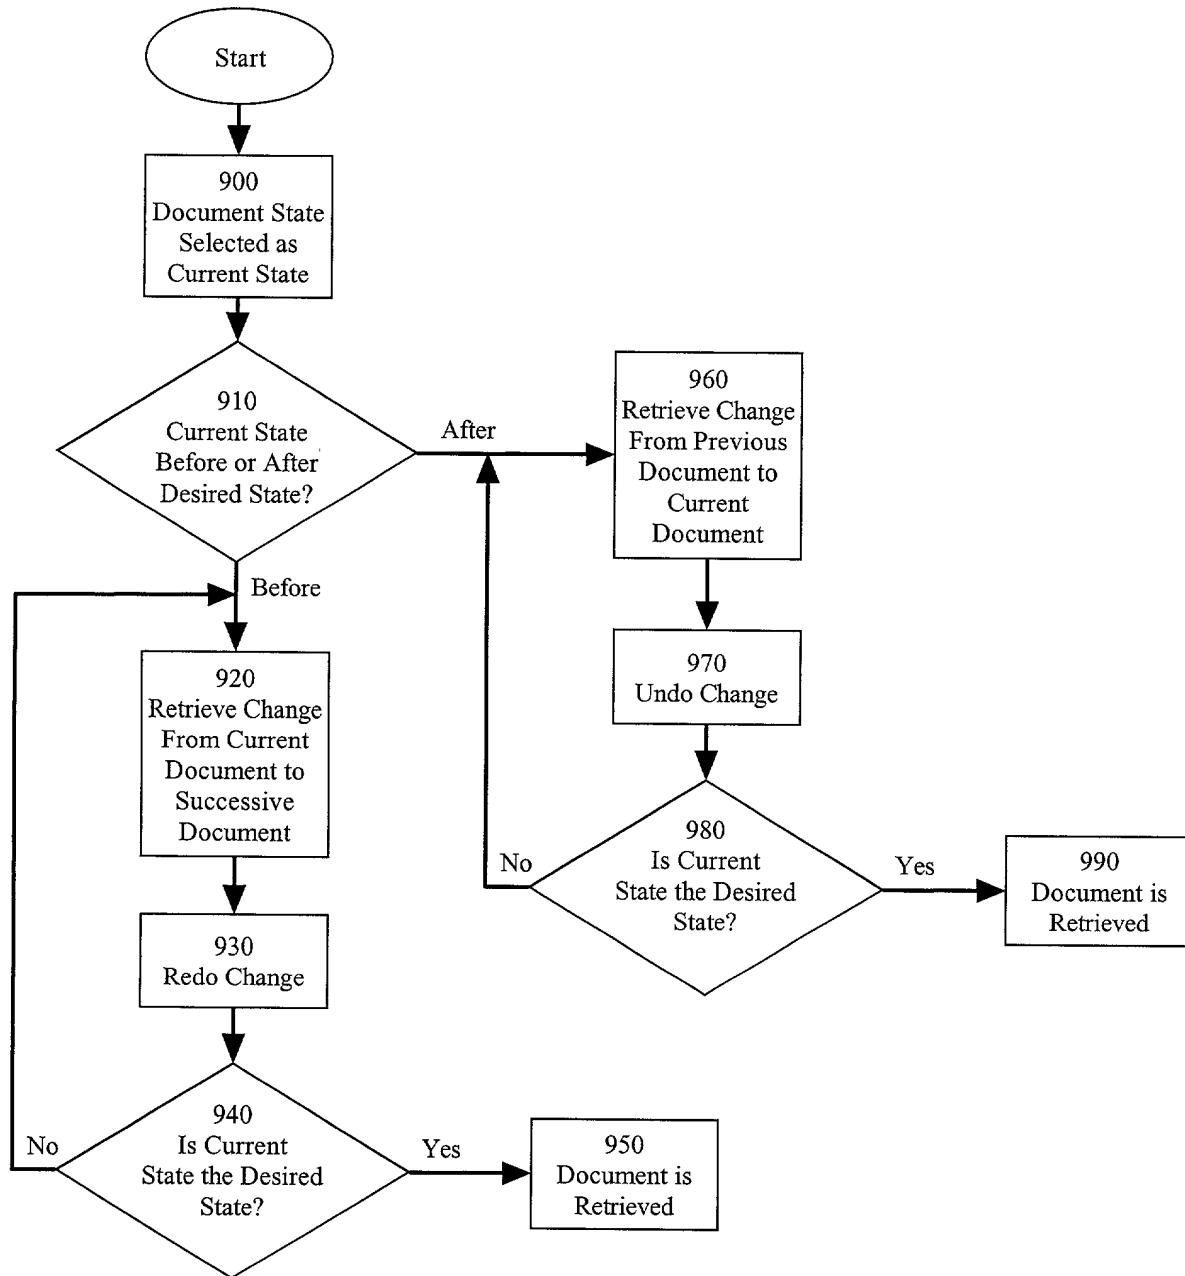 Start
900
Document State
Selected as
Current State
910
Current State
Before or After
Desired State?
After
960
Retrieve Change
From Previous
Document to
Current
Document
Before
970
Undo Change
920
Retrieve Change
From Current
Document to
Successive
Document
980
Is Current
State the Desired
State?
No
Yes
990
Document is
Retrieved
930
Redo Change
940
Is Current
State the Desired
State?
No
Yes
950
Document is
Retrieved